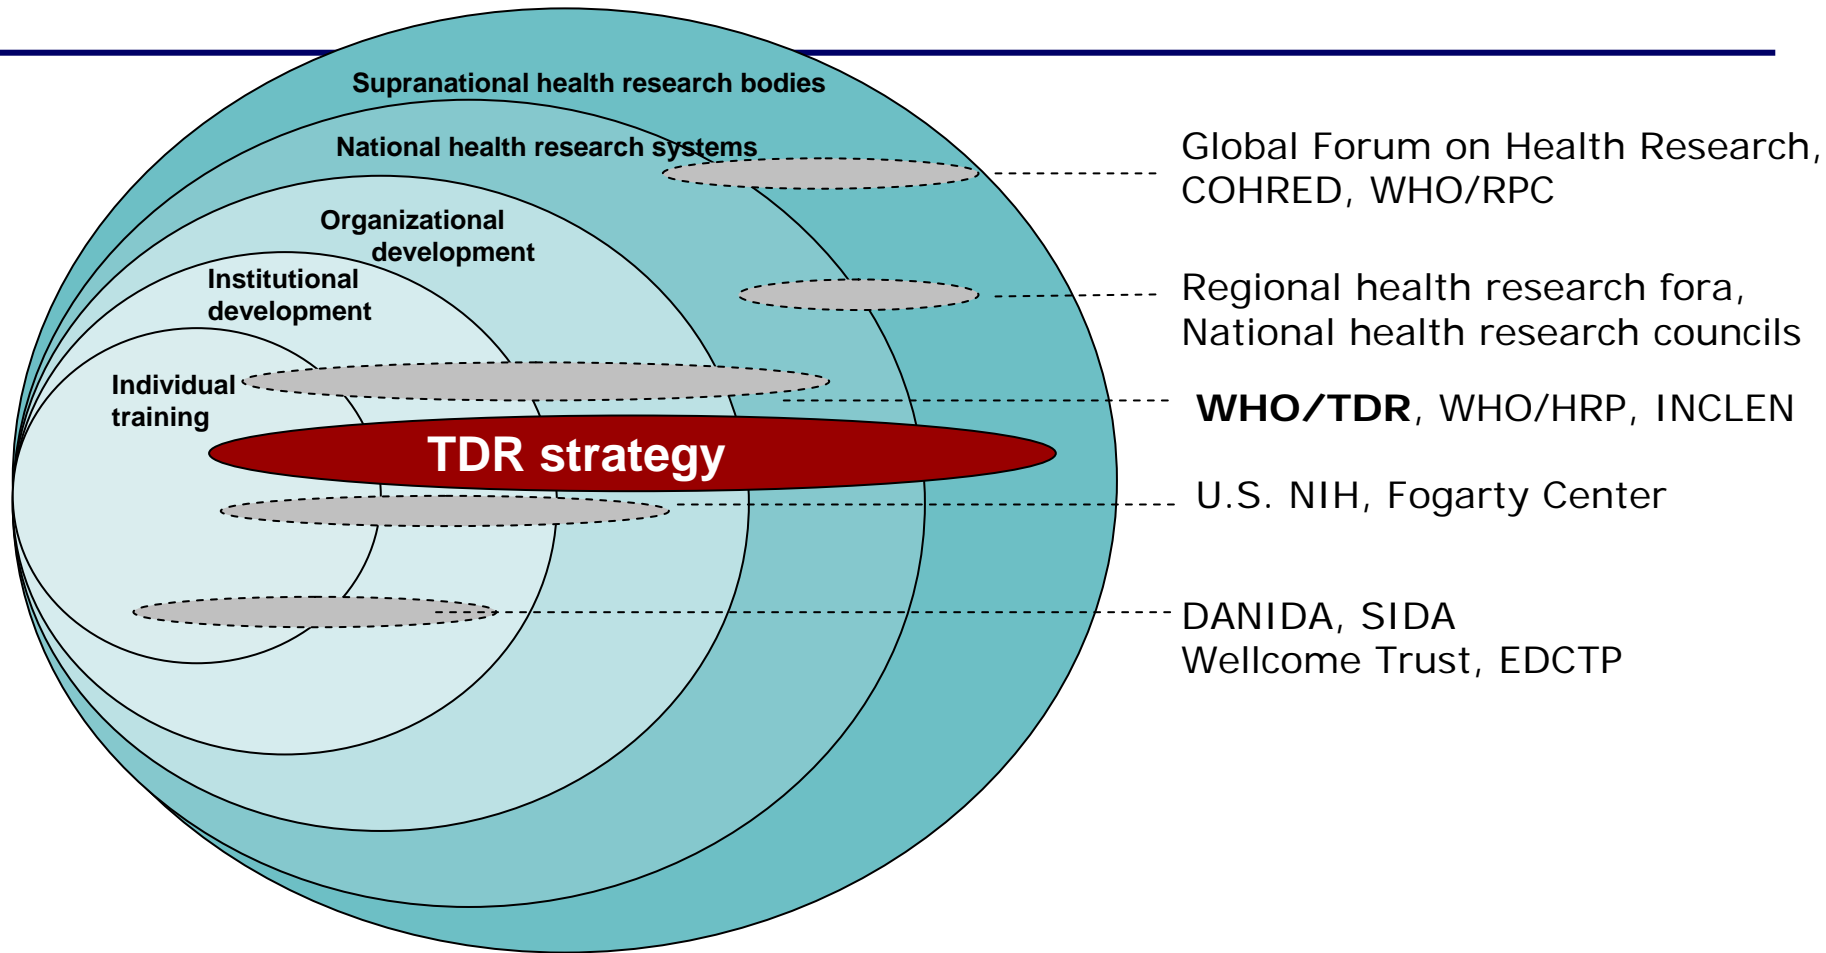 Supranational health research bodies
National health research systems
Organizational
development
Institutional
development
Individual
training
TDR strategy
Global Forum on Health Research,
COHRED, WHO/RPC
Regional health research fora,
National health research councils
WHO/TDR, WHO/HRP, INCLEN
U.S. NIH, Fogarty Center
DANIDA, SIDA
Wellcome Trust, EDCTP